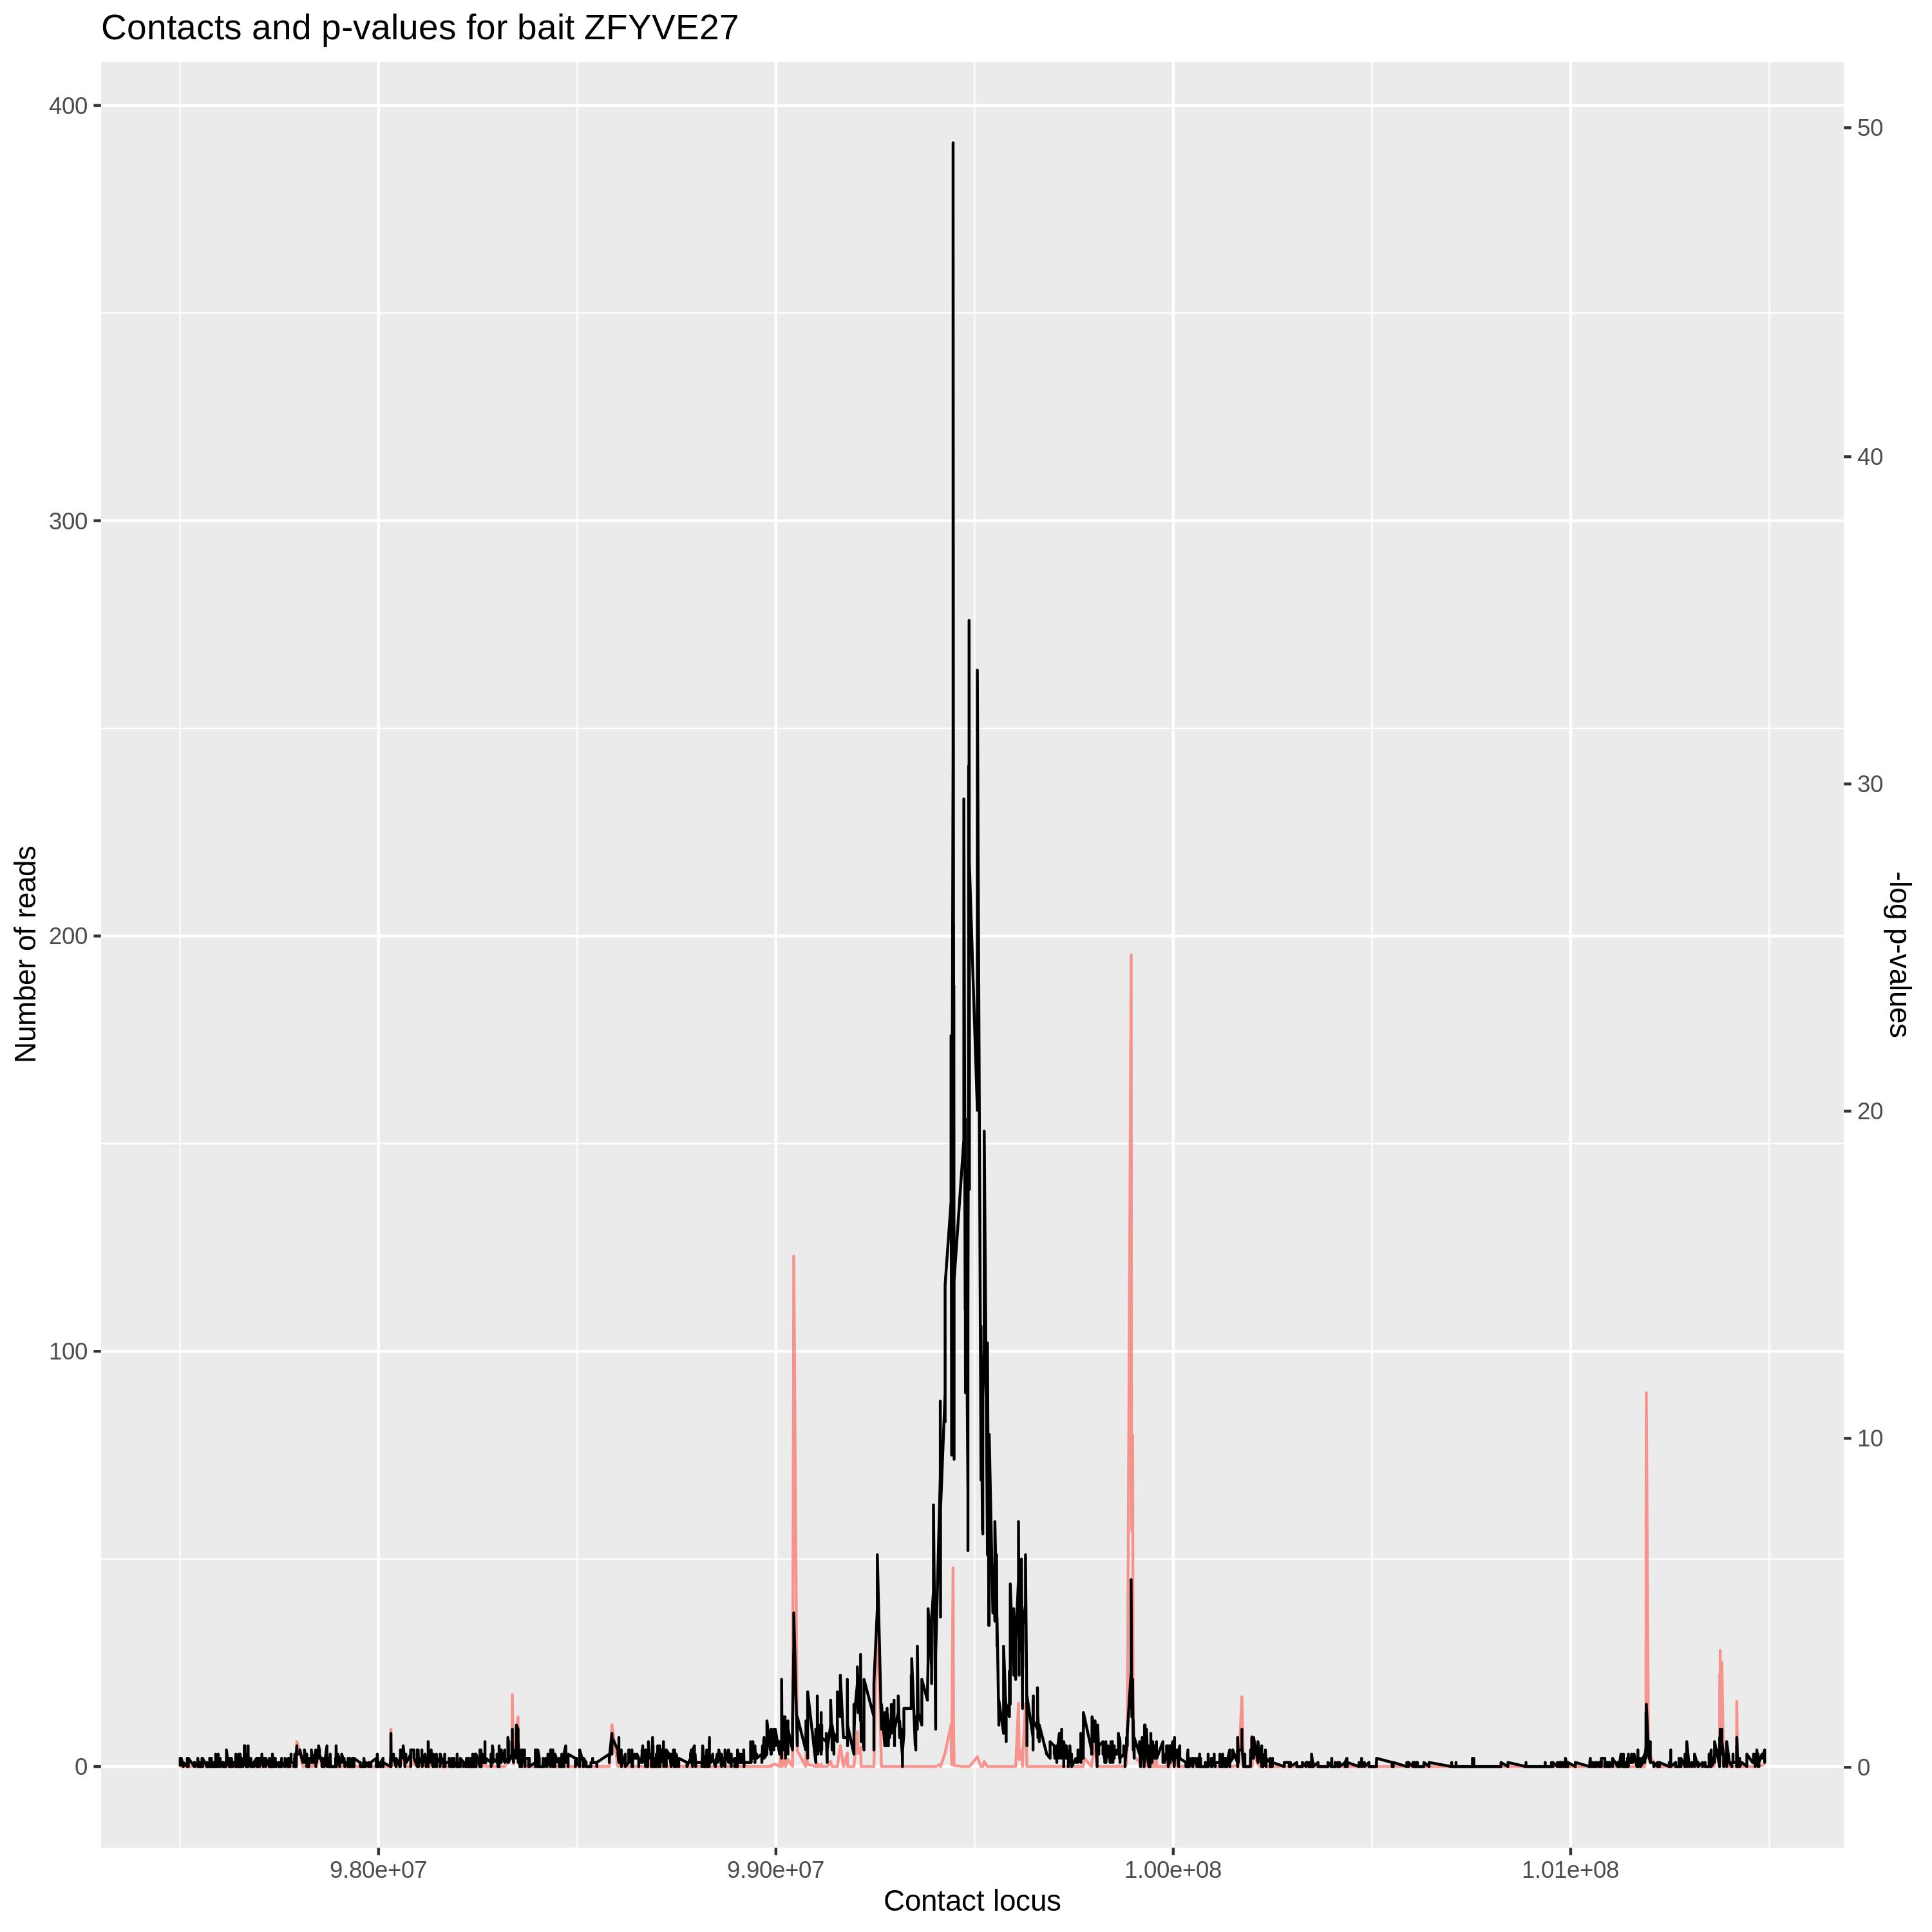 Contacts and p-values for bait ZFYVE27
400
300
200
100
0
50
40
30
20
10
0
Number of reads
-log p-values
9.80e+07
9.90e+07
1.00e+08
1.01e+08
Contact locus